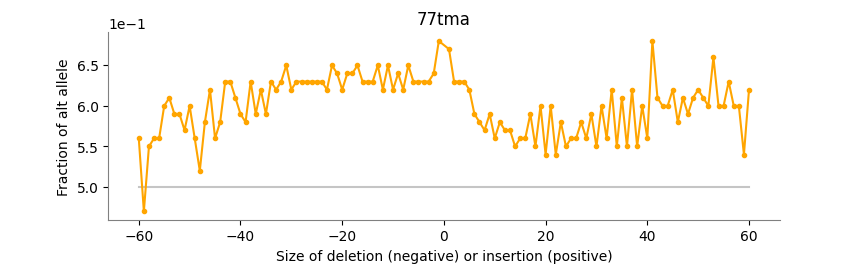 77tma
1e−1
Fraction of alt allele
6.5
6.0
5.5
5.0
−60 −40 −20 0 20 40 60
Size of deletion (negative) or insertion (positive)